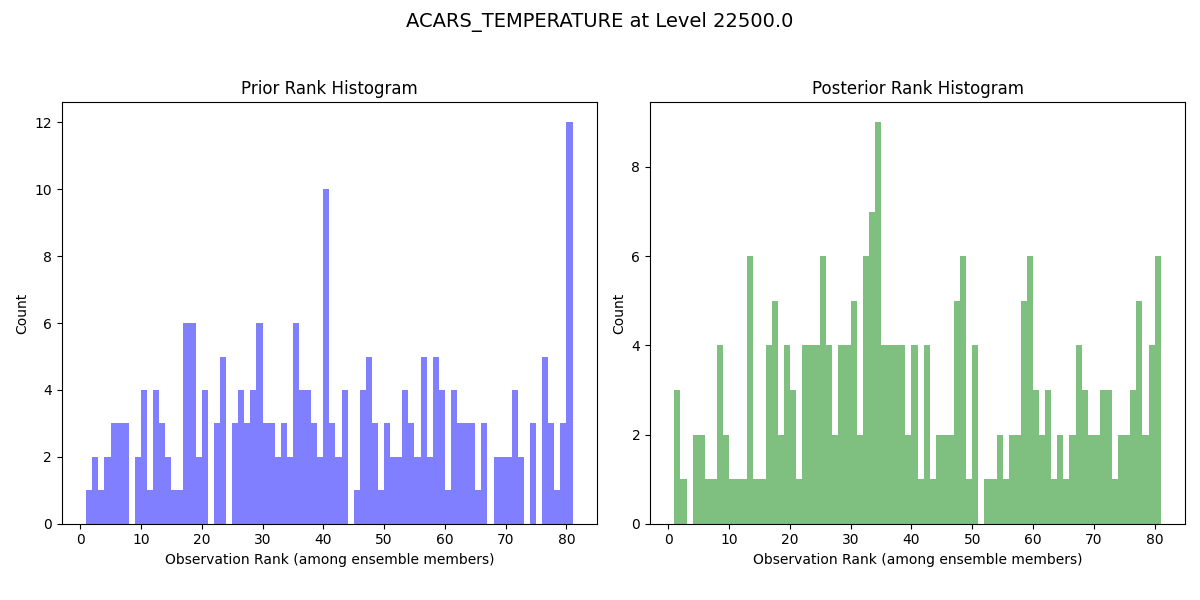 ACARS_TEMPERATURE at Level 22500.0
Prior Rank Histogram
Count
12
10
8
6
4
2
0
0 10 20 30 40 50 60 70 80
Observation Rank (among ensemble members)
Posterior Rank Histogram
Count
8
6
4
2
0
0 10 20 30 40 50 60 70 80
Observation Rank (among ensemble members)